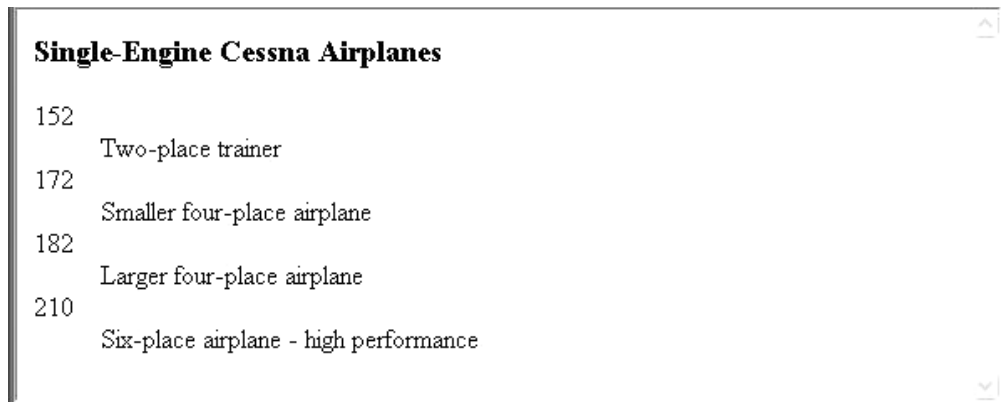 Single-Engine Cessna Airplanes
152
Two-place trainer
172
Smaller four-place airplane
182
Larger four-place airplane
210
Six-place airplane - high performance